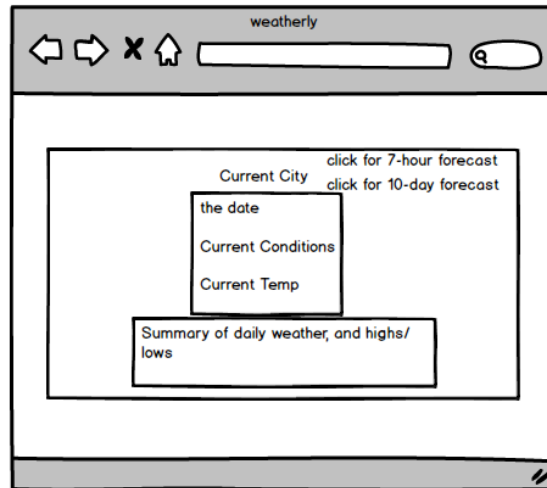 weatherly
click for 7-hour forecast
Current City
click for 10-day forecast
the date
Current Conditions
Current Temp
Summary of daily weather, and highs/
lows